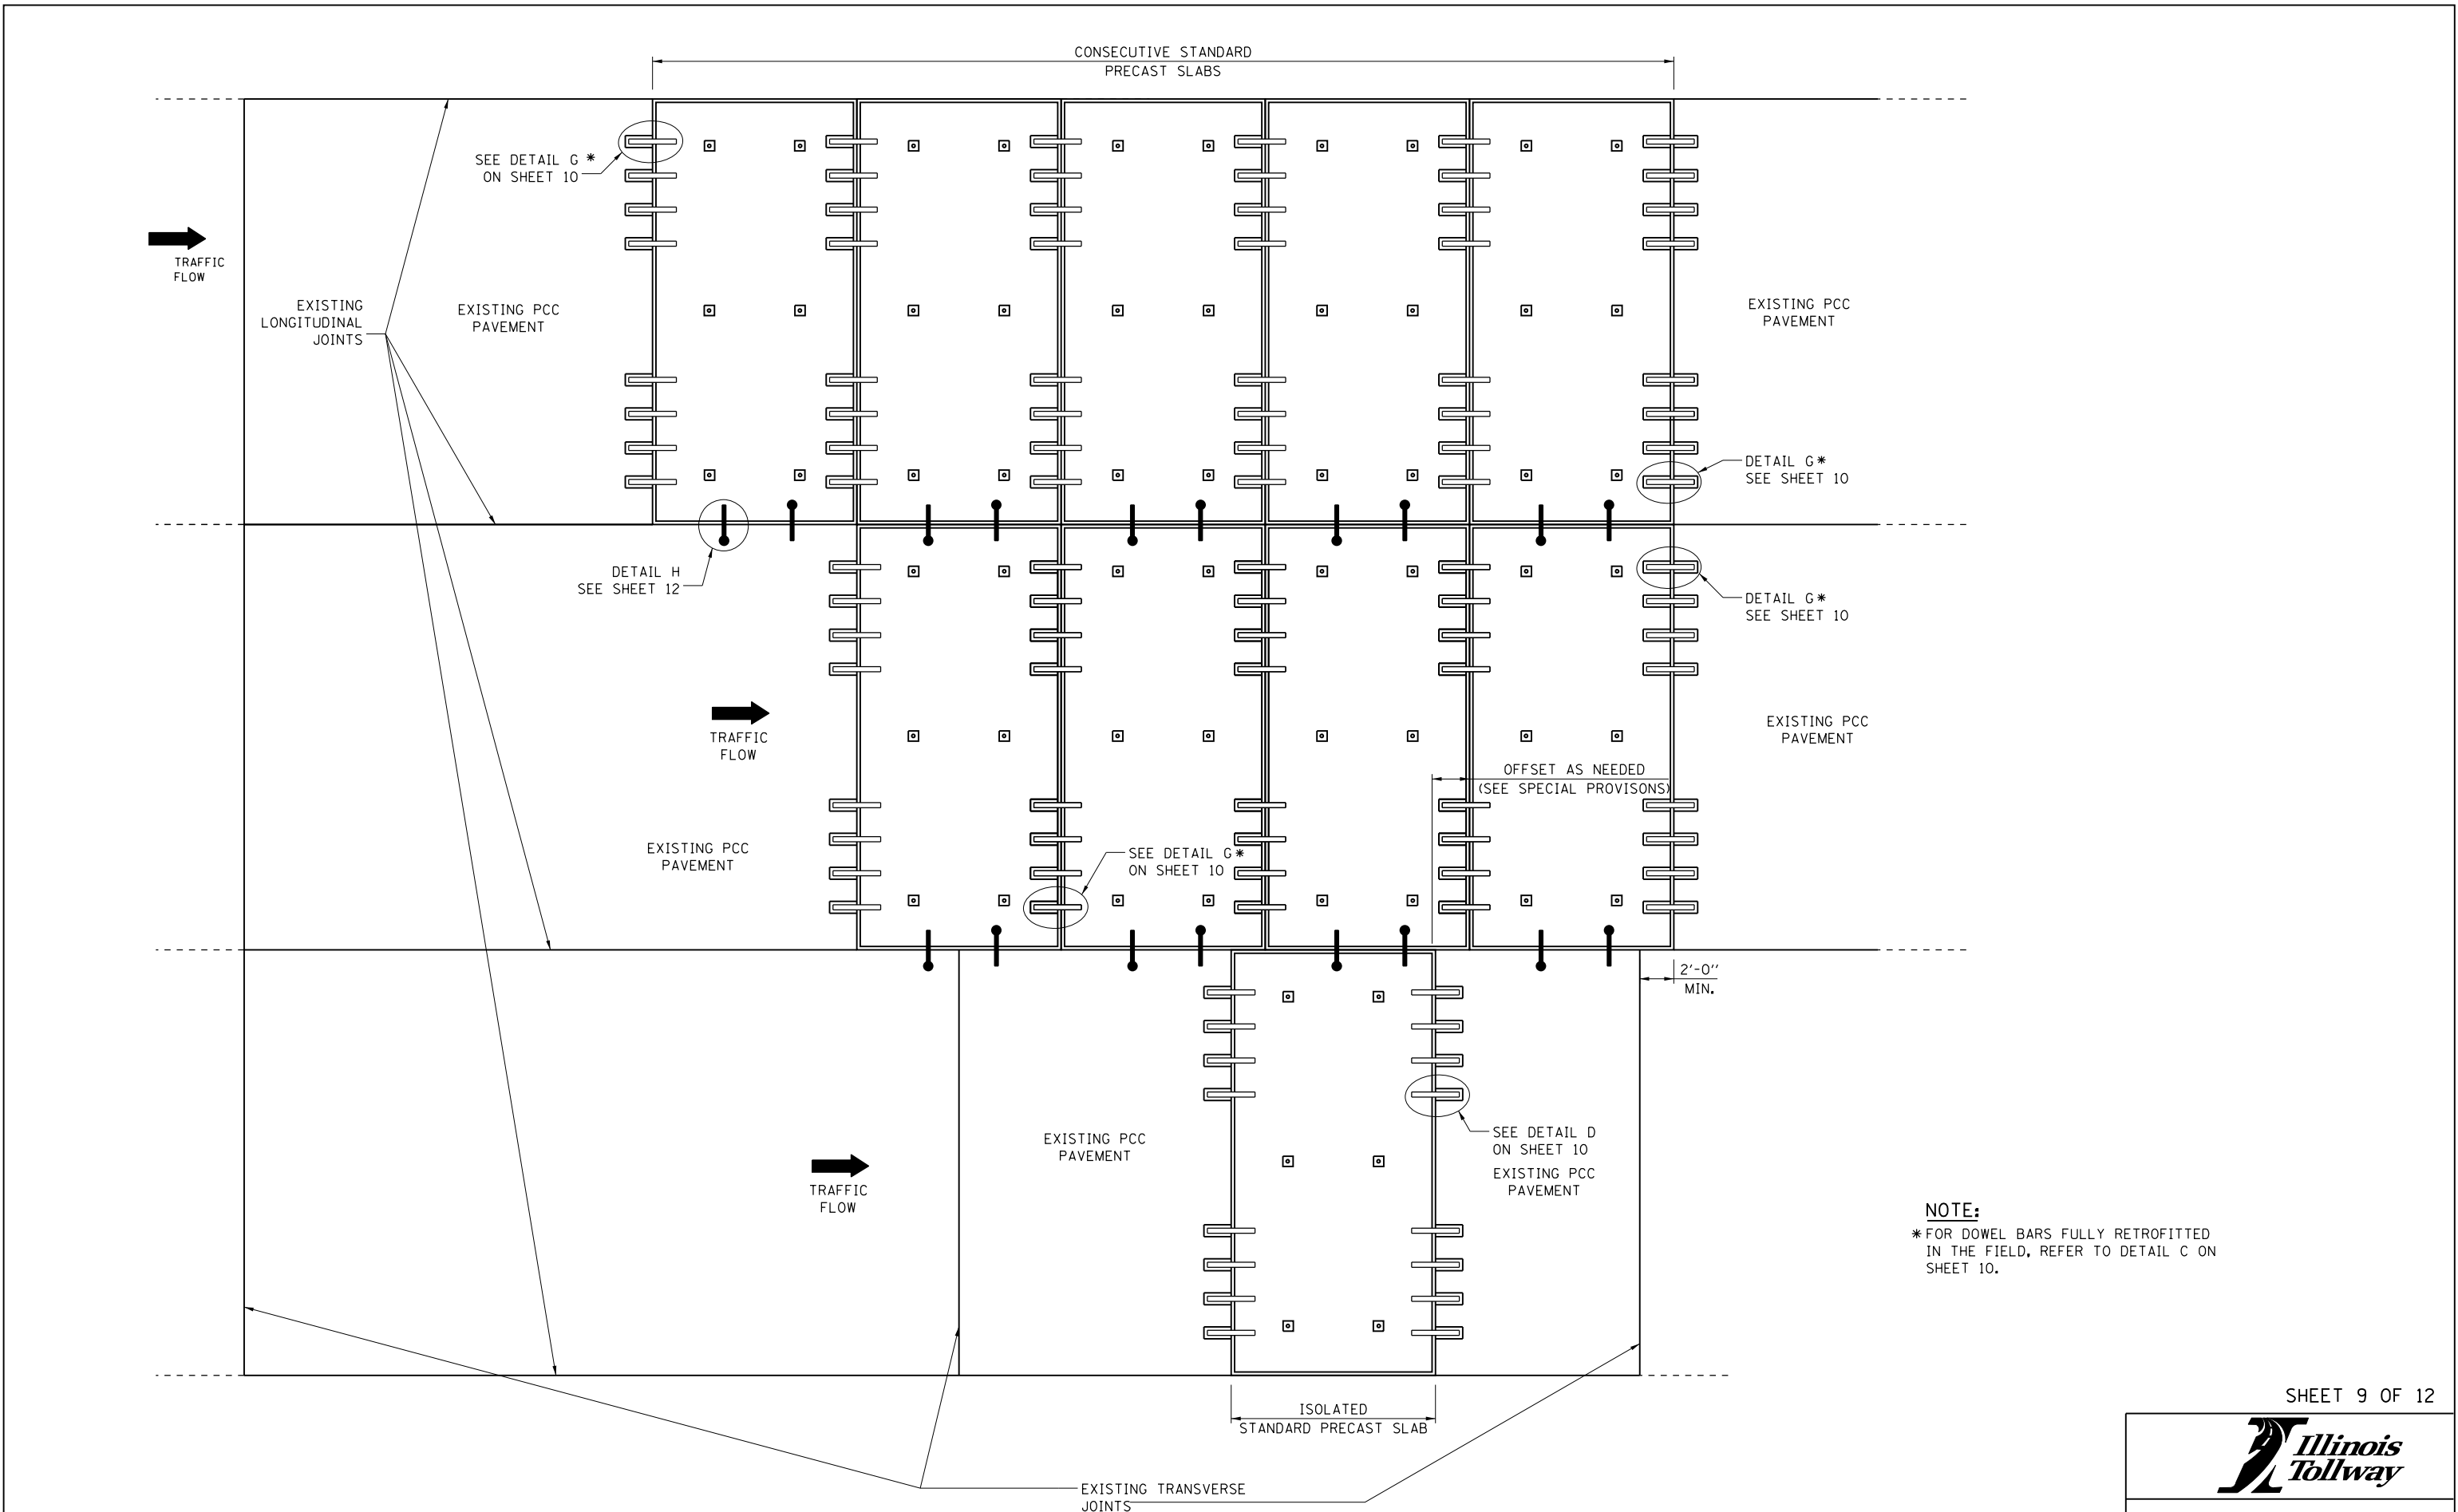 CONSECUTIVE STANDARD
PRECAST SLABS
SEE DETAIL G *
ON SHEET 10
TRAFFIC
FLOW
EXISTING
LONGITUDINAL
JOINTS
EXISTING PCC
PAVEMENT
EXISTING PCC
PAVEMENT
DETAIL G*
SEE SHEET 10
DETAIL H
SEE SHEET 12
DETAIL G*
SEE SHEET 10
TRAFFIC
FLOW
EXISTING PCC
PAVEMENT
OFFSET AS NEEDED
(SEE SPECIAL PROVISONS)
EXISTING PCC
PAVEMENT
SEE DETAIL G*
ON SHEET 10
2'-0''
MIN.
EXISTING PCC
PAVEMENT
SEE DETAIL D
ON SHEET 10
EXISTING PCC
PAVEMENT
TRAFFIC
FLOW
NOTE:
* FOR DOWEL BARS FULLY RETROFITTED
IN THE FIELD, REFER TO DETAIL C ON
SHEET 10.
ISOLATED
STANDARD PRECAST SLAB
EXISTING TRANSVERSE
JOINTS
SHEET 9 OF 12
Illinois
Tollway